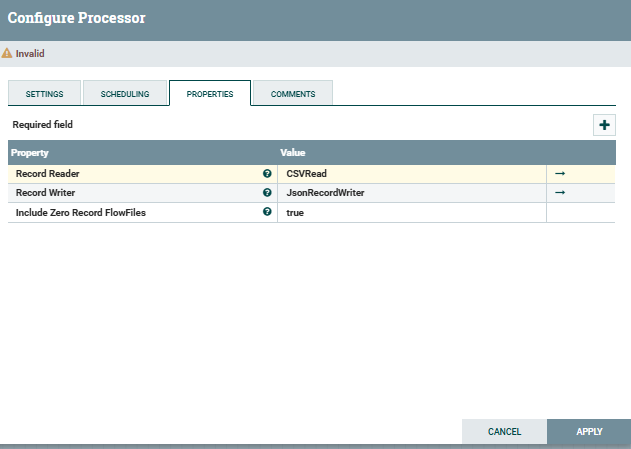 Configure Processor
Invalid
SETTINGS SCHEDULING PROPERTIES COMMENTS
Required field
Property Value
Record Reader CSVRead
Record Writer JsonRecordWriter
Include Zero Record FlowFiles true
CANCEL APPLY